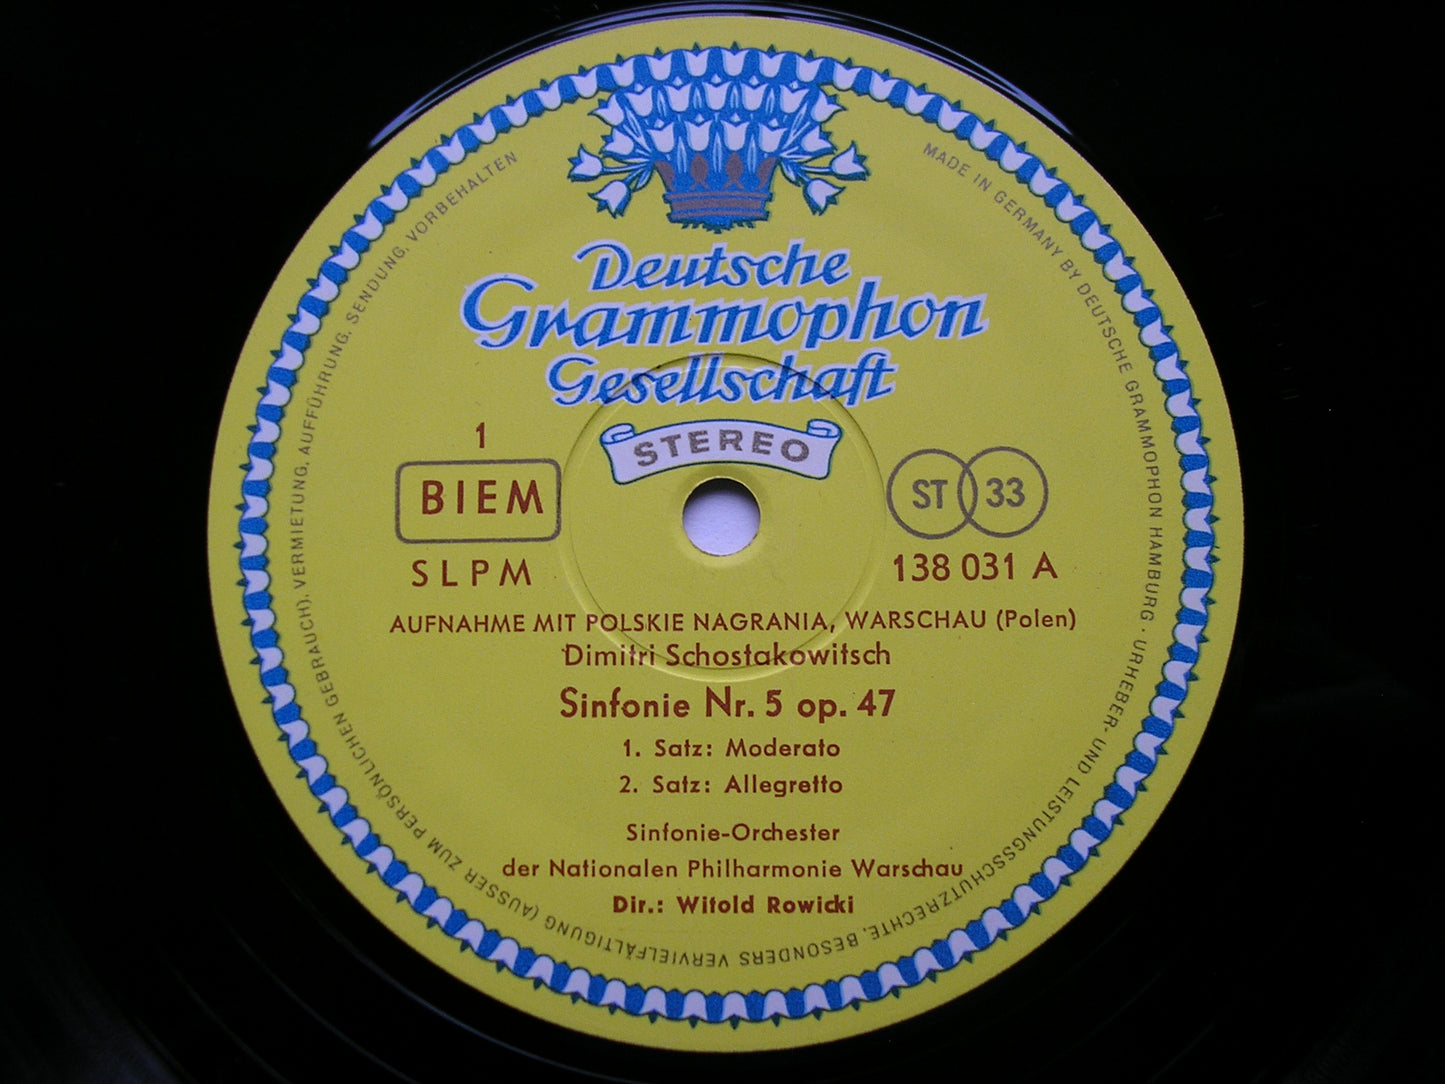 Deutsche
Grammophon
Gesellschaft
STEREO
1
BIEM
ST 33
SLPM
138 031 A
AUFNAHME MIT POLSKIE NAGRANIA, WARSCHAU (Polen)
Dimitri Schostakowitsch
Sinfonie Nr. 5 op. 47
1. Satz: Moderato
2. Satz: Allegretto
Sinfonie-Orchester
der Nationalen Philharmonie Warschau
Dir.: Witold Rowicki
MADE IN GERMANY BY DEUTSCHE GRAMMOPHON HAMBURG · URHEBER- UND LEISTUNGSSCHUTZRECHTE, BESONDERS VERVIELFÄLTIGUNG (AUSSER ZUM PERSÖNLICHEN GEBRAUCH), VERMIETUNG, AUFFÜHRUNG, SENDUNG, VORBEHALTEN